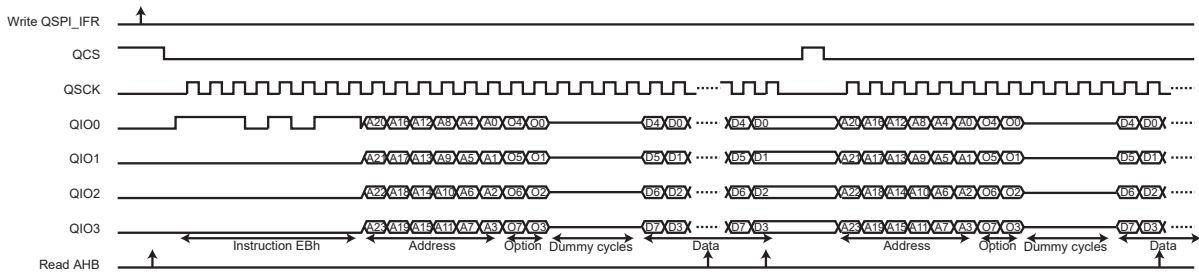 Write QSPI_IFR
QCS
QSCK
QIO0 A20 A16 A12 A8 A4 A0 O4 O0 D4 D0 D4 D0 A20 A16 A12 A8 A4 A0 O4 O0 D4 D0
QIO1 A21 A17 A13 A9 A5 A1 O5 O1 D5 D1 D5 D1 A21 A17 A13 A9 A5 A1 O5 O1 D5 D1
QIO2 A22 A18 A14 A10 A6 A2 O6 O2 D6 D2 D6 D2 A22 A18 A14 A10 A6 A2 O6 O2 D6 D2
QIO3 A23 A19 A15 A11 A7 A3 O7 O3 D7 D3 D7 D3 A23 A19 A15 A11 A7 A3 O7 O3 D7 D3
Instruction EBh Address Option Dummy cycles Data Address Option Dummy cycles Data
Read AHB